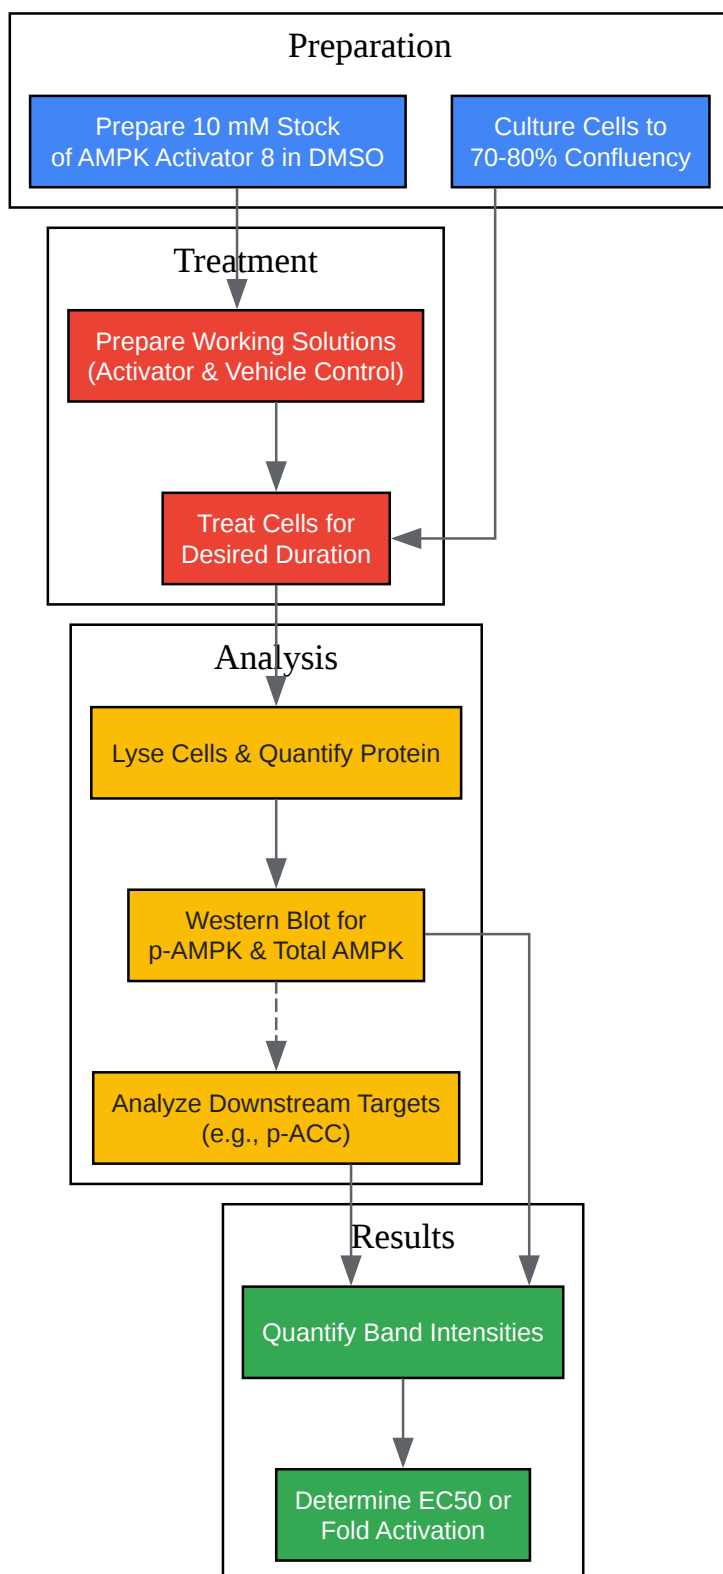 Preparation
Prepare 10 mM Stock
of AMPK Activator 8 in DMSO
Culture Cells to
70-80% Confluency
Treatment
Prepare Working Solutions
(Activator & Vehicle Control)
Treat Cells for
Desired Duration
Analysis
Lyse Cells & Quantify Protein
Western Blot for
p-AMPK & Total AMPK
Analyze Downstream Targets
(e.g., p-ACC)
Results
Quantify Band Intensities
Determine EC50 or
Fold Activation